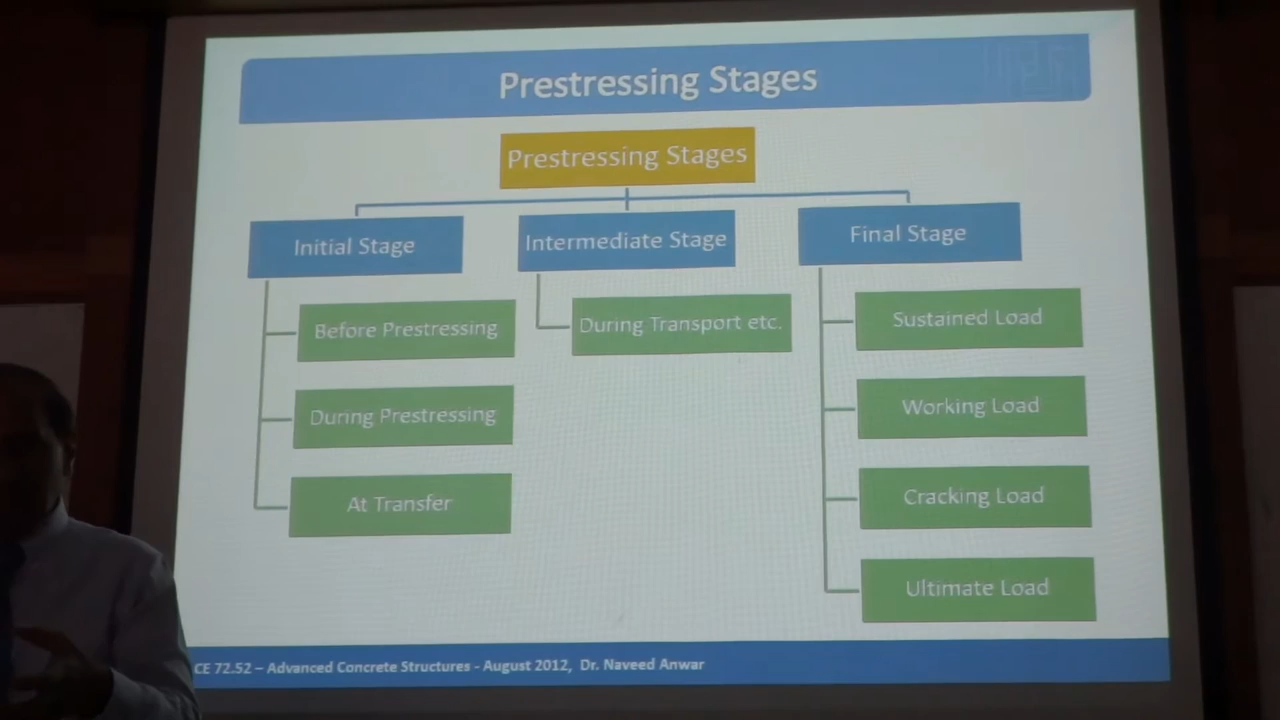 Prestressing Stages
Prestressing Stages
Initial Stage
Intermediate Stage
Final Stage
Before Prestressing
During Prestressing
At Transfer
During Transport etc.
Sustained Load
Working Load
Cracking Load
Ultimate Load
CE 72.52 – Advanced Concrete Structures - August 2012, Dr. Naveed Anwar